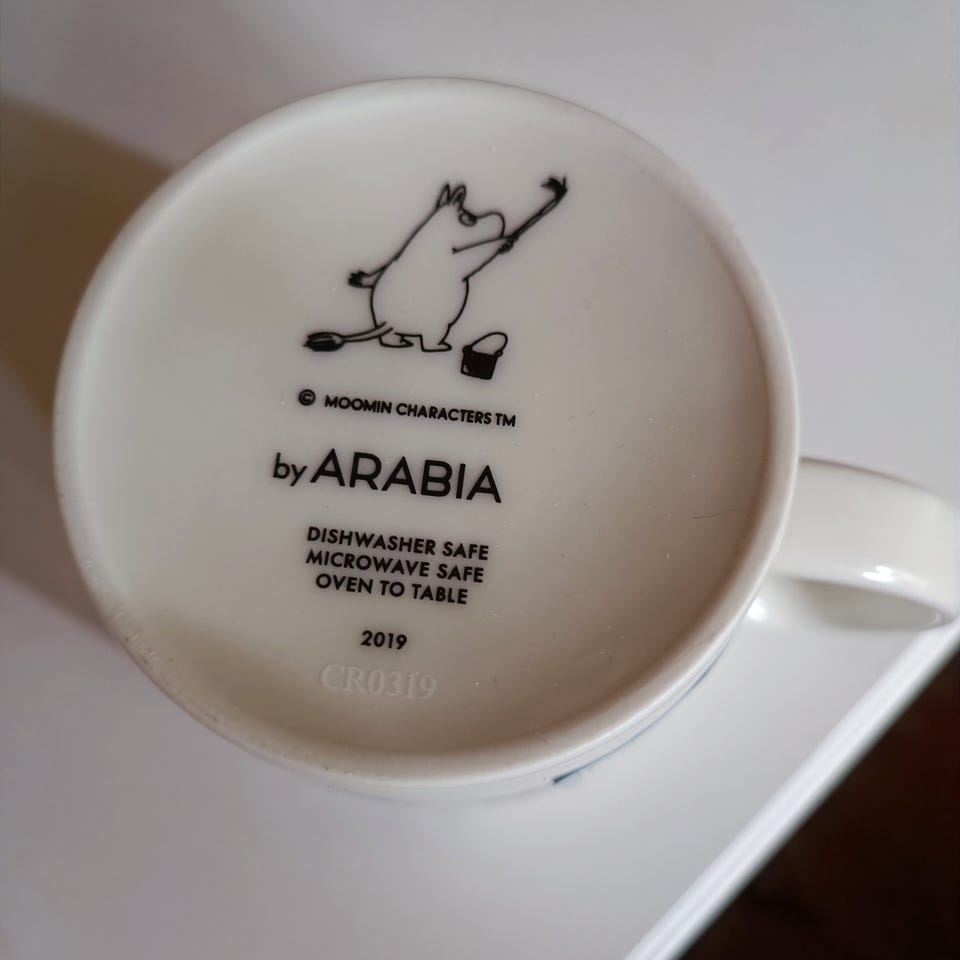 © MOOMIN CHARACTERS TM
by ARABIA
DISHWASHER SAFE
MICROWAVE SAFE
OVEN TO TABLE
2019
CR0319